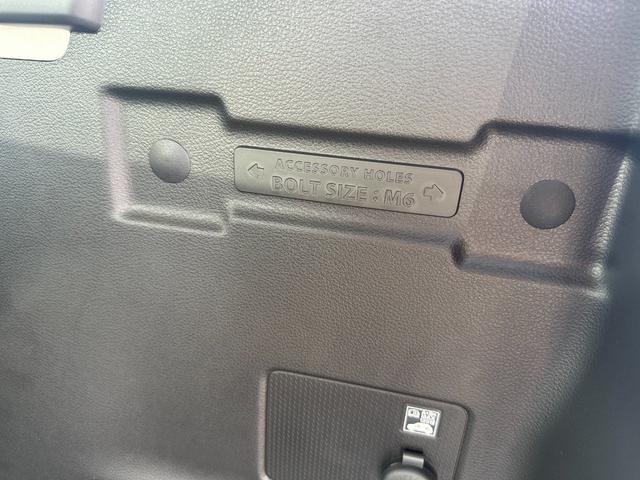 ACCESSORY HOLES
BOLT SIZE : M6